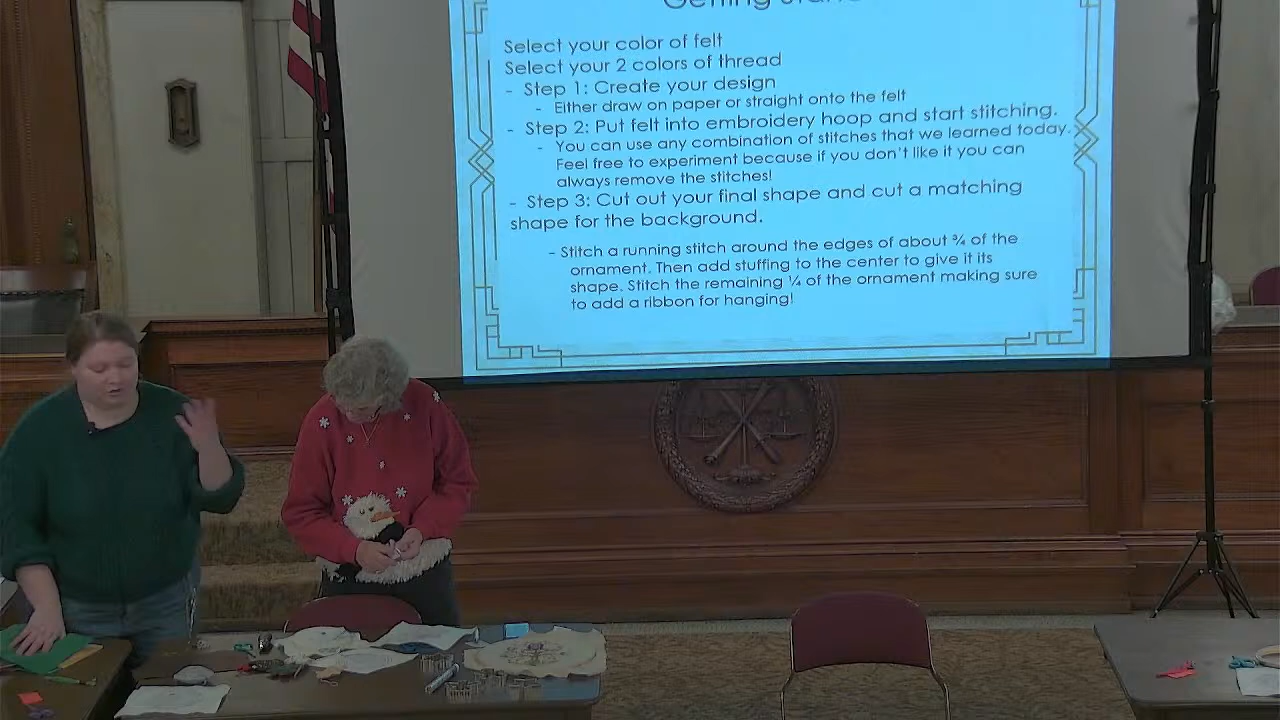 Getting
Select your color of felt
Select your 2 colors of thread
- Step 1: Create your design
- Either draw on paper or straight onto the felt
- Step 2: Put felt into embroidery hoop and start stitching.
- You can use any combination of stitches that we learned today.
Feel free to experiment because if you don't like it you can
always remove the stitches!
- Step 3: Cut out your final shape and cut a matching
shape for the background.
- Stitch a running stitch around the edges of about ¾ of the
ornament. Then add stuffing to the center to give it its
shape. Stitch the remaining ¼ of the ornament making sure
to add a ribbon for hanging!